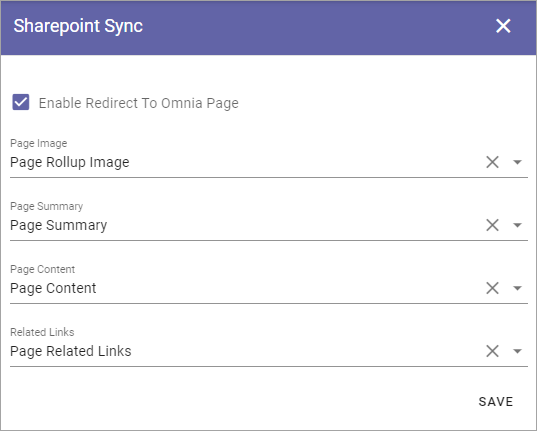 Sharepoint Sync
Enable Redirect To Omnia Page
Page Image
Page Rollup Image
Page Summary
Page Summary
Page Content
Page Content
Related Links
Page Related Links
SAVE